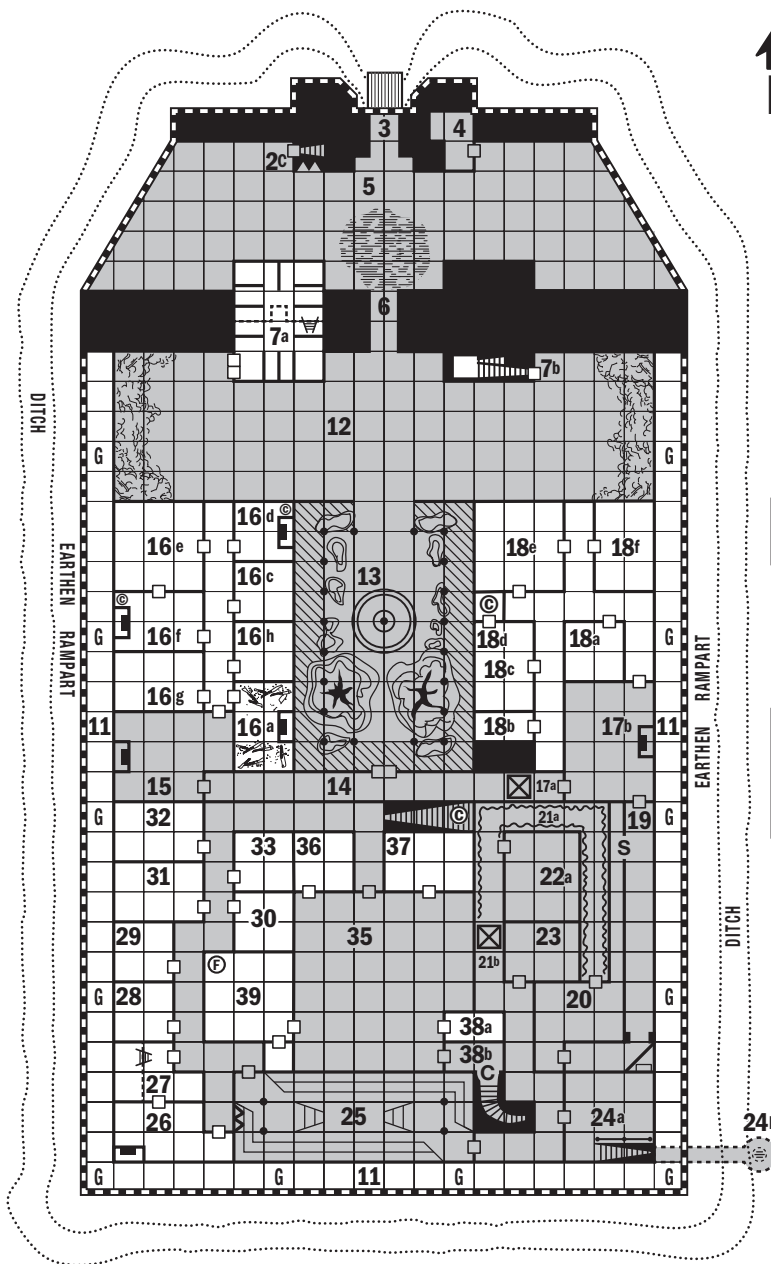 3
4
2c
5
6
7a
7b
DITCH
12
G
G
16d
©
16e
16c
18e
18f
13
EARTHEN RAMPART
©
©
G
16f
16h
18d
18a
G
18c
EARTHEN RAMPART
16g
11
16a
18b
17b
11
15
14
17a
G
32
©
21a
19
G
33
36
37
S
31
22a
29
30
35
23
DITCH
F
21b
G
28
39
20
G
38a
38b
27
C
26
25
24a
G
G
11
G
G